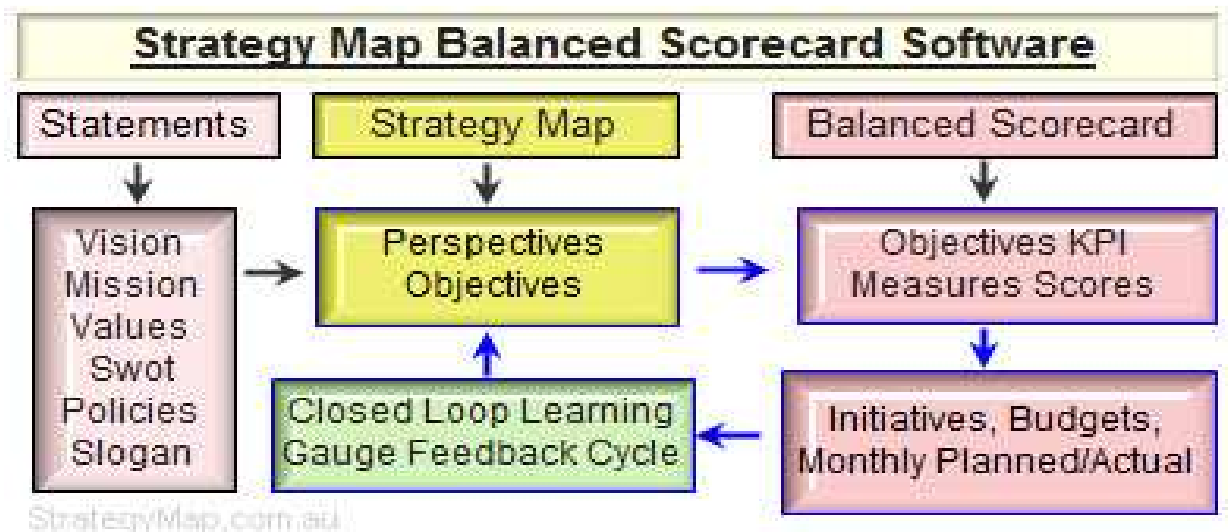 Strategy Map Balanced Scorecard Software
Statements
Strategy Map
Balanced Scorecard
Vision
Mission
Values
Swot
Policies
Slogan
Perspectives
Objectives
Objectives KPI
Measures Scores
Closed Loop Learning
Gauge Feedback Cycle
Initiatives, Budgets,
Monthly Planned/Actual
StrategyMap.com.au